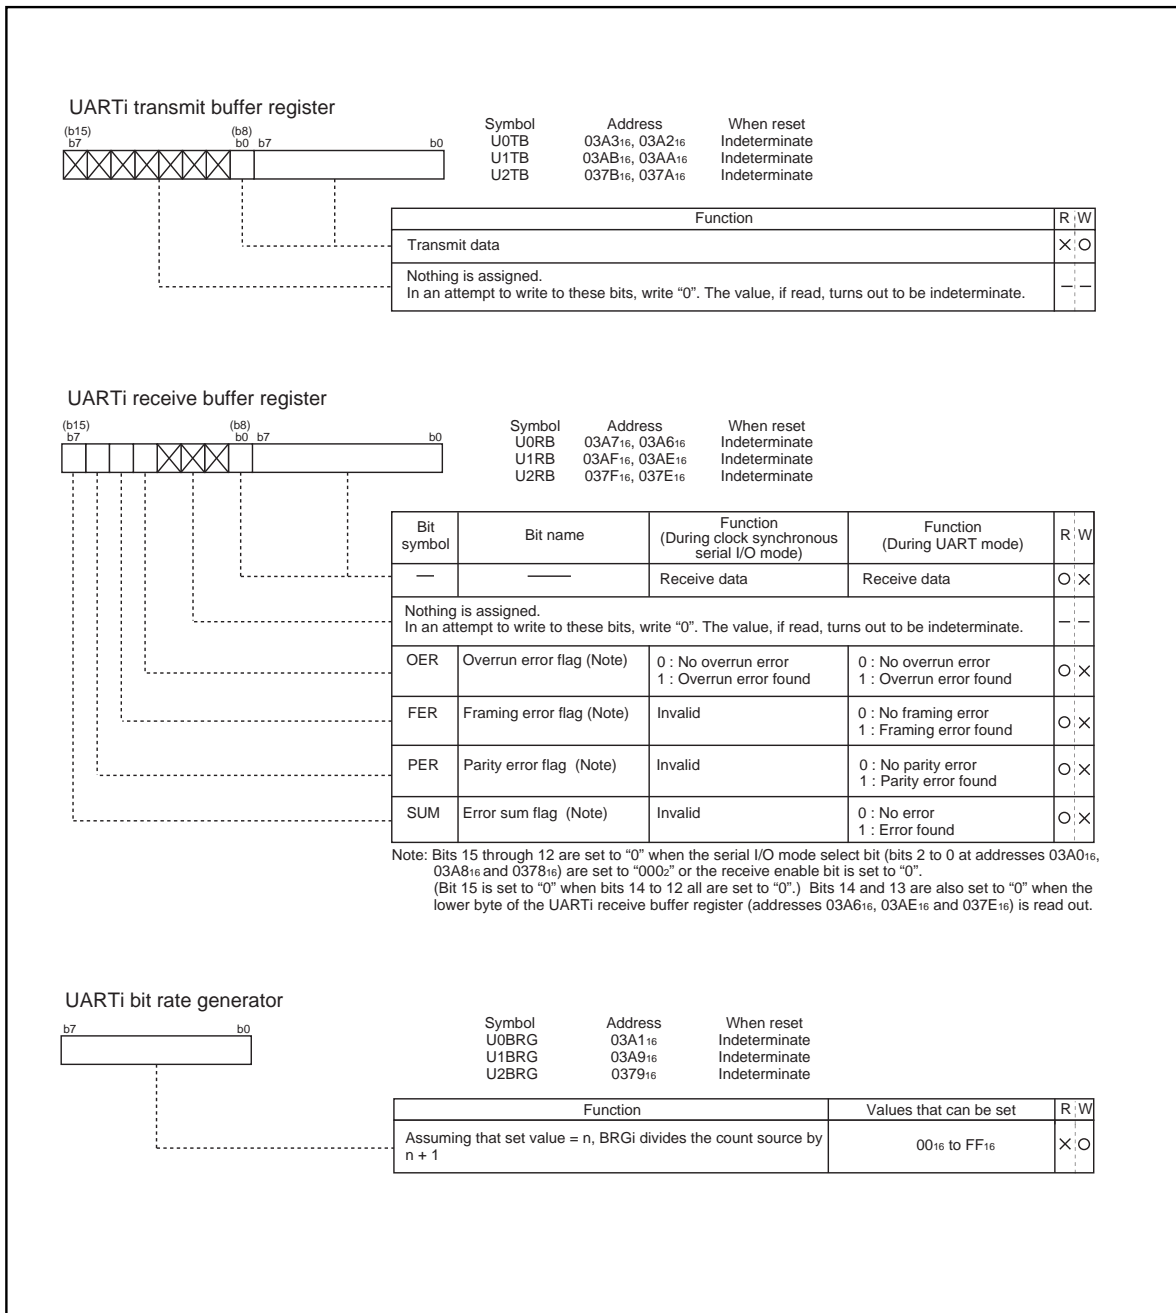 UARTi transmit buffer register
(b15) (b8)
b7 b0 b7 b0
Symbol Address When reset
U0TB 03A316, 03A216 Indeterminate
U1TB 03AB16, 03AA16 Indeterminate
U2TB 037B16, 037A16 Indeterminate
Function R W
Transmit data × ○
Nothing is assigned.
In an attempt to write to these bits, write “0”. The value, if read, turns out to be indeterminate. — —
UARTi receive buffer register
(b15) (b8)
b7 b0 b7 b0
Symbol Address When reset
U0RB 03A716, 03A616 Indeterminate
U1RB 03AF16, 03AE16 Indeterminate
U2RB 037F16, 037E16 Indeterminate
Bit symbol Bit name Function (During clock synchronous serial I/O mode) Function (During UART mode) R W
— — Receive data Receive data ○ ×
Nothing is assigned.
In an attempt to write to these bits, write “0”. The value, if read, turns out to be indeterminate. — —
OER Overrun error flag (Note) 0 : No overrun error 0 : No overrun error ○ ×
1 : Overrun error found 1 : Overrun error found
FER Framing error flag (Note) Invalid 0 : No framing error ○ ×
1 : Framing error found
PER Parity error flag (Note) Invalid 0 : No parity error ○ ×
1 : Parity error found
SUM Error sum flag (Note) Invalid 0 : No error ○ ×
1 : Error found
Note: Bits 15 through 12 are set to “0” when the serial I/O mode select bit (bits 2 to 0 at addresses 03A016,
03A816 and 037816) are set to “0002” or the receive enable bit is set to “0”.
(Bit 15 is set to “0” when bits 14 to 12 all are set to “0”.) Bits 14 and 13 are also set to “0” when the
lower byte of the UARTi receive buffer register (addresses 03A616, 03AE16 and 037E16) is read out.
UARTi bit rate generator
b7 b0
Symbol Address When reset
U0BRG 03A116 Indeterminate
U1BRG 03A916 Indeterminate
U2BRG 037916 Indeterminate
Function Values that can be set R W
Assuming that set value = n, BRGi divides the count source by 0016 to FF16 × ○
n + 1